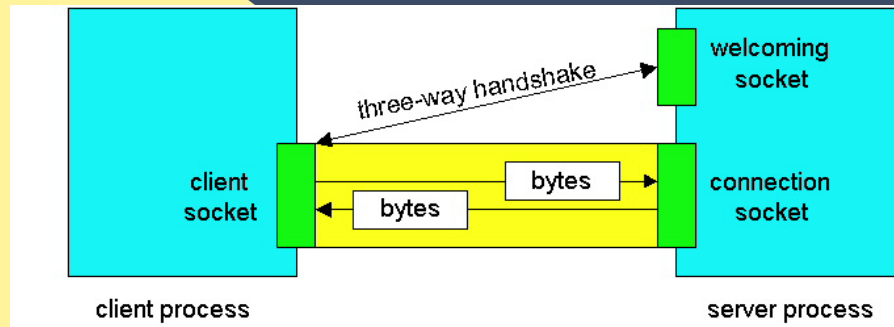 welcoming
socket
three-way handshake
client
socket
bytes
bytes
connection
socket
client process
server process